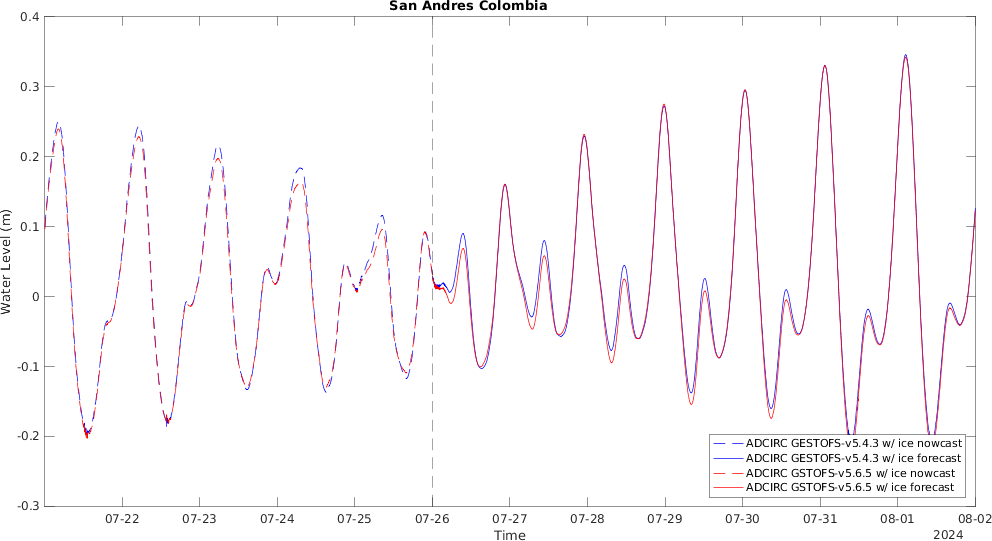 San Andres Colombia
Water Level (m)
0.4
0.3
0.2
0.1
0
-0.1
-0.2
-0.3
07-22 07-23 07-24 07-25 07-26 07-27 07-28 07-29 07-30 07-31 08-01 08-02
Time
2024
ADCIRC GESTOFS-v5.4.3 w/ ice nowcast
ADCIRC GESTOFS-v5.4.3 w/ ice forecast
ADCIRC GSTOFS-v5.6.5 w/ ice nowcast
ADCIRC GSTOFS-v5.6.5 w/ ice forecast